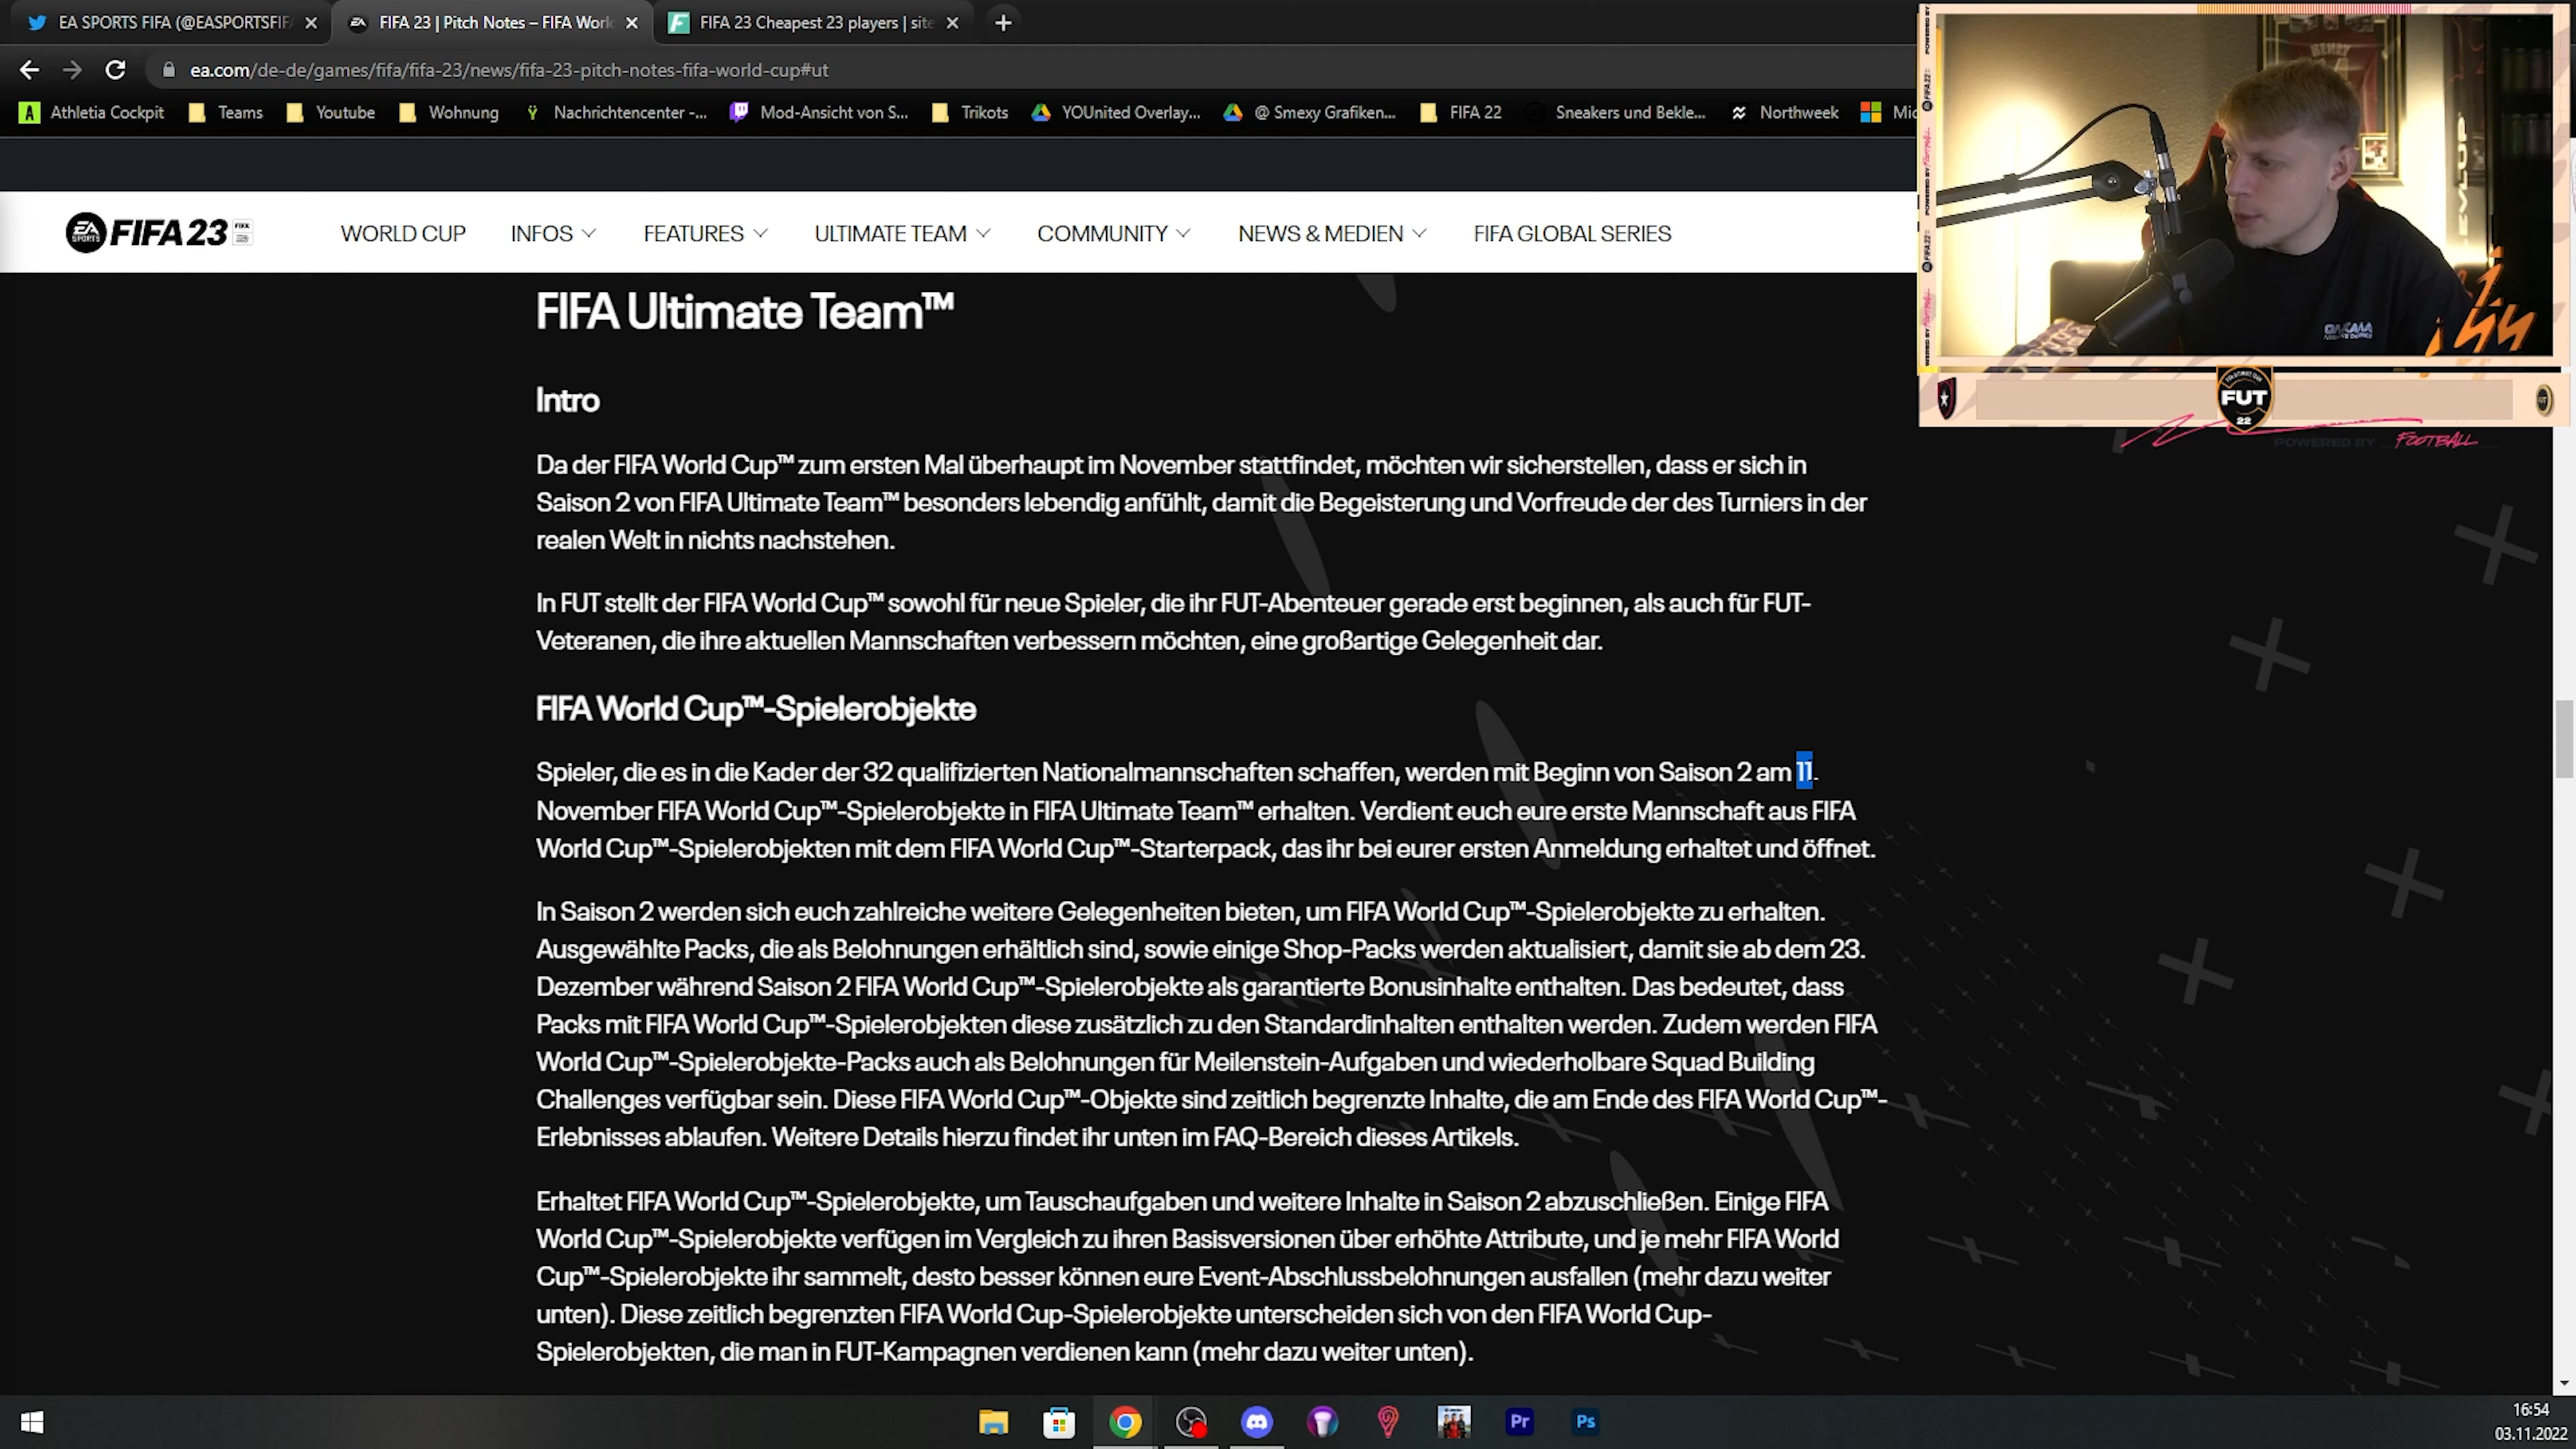 EA SPORTS FIFA (@EASPORTSFIFA
FIFA 23 | Pitch Notes – FIFA Worl
FIFA 23 Cheapest 23 players | site
ea.com/de-de/games/fifa/fifa-23/news/fifa-23-pitch-notes-fifa-world-cup#ut
Athletia Cockpit
Teams
Youtube
Wohnung
Nachrichtencenter -...
Mod-Ansicht von S...
Trikots
YOUnited Overlay...
@ Smexy Grafiken...
FIFA 22
Sneakers und Bekle...
Northweek
Mic
EA SPORTS FIFA 23
WORLD CUP
INFOS
FEATURES
ULTIMATE TEAM
COMMUNITY
NEWS & MEDIEN
FIFA GLOBAL SERIES
HENRY
FUT
22
POWERED BY FOOTBALL
FIFA Ultimate Team™
Intro
Da der FIFA World Cup™ zum ersten Mal überhaupt im November stattfindet, möchten wir sicherstellen, dass er sich in
Saison 2 von FIFA Ultimate Team™ besonders lebendig anfühlt, damit die Begeisterung und Vorfreude der des Turniers in der
realen Welt in nichts nachstehen.
In FUT stellt der FIFA World Cup™ sowohl für neue Spieler, die ihr FUT-Abenteuer gerade erst beginnen, als auch für FUT-
Veteranen, die ihre aktuellen Mannschaften verbessern möchten, eine großartige Gelegenheit dar.
FIFA World Cup™-Spielerobjekte
Spieler, die es in die Kader der 32 qualifizierten Nationalmannschaften schaffen, werden mit Beginn von Saison 2 am 11.
November FIFA World Cup™-Spielerobjekte in FIFA Ultimate Team™ erhalten. Verdient euch eure erste Mannschaft aus FIFA
World Cup™-Spielerobjekten mit dem FIFA World Cup™-Starterpack, das ihr bei eurer ersten Anmeldung erhaltet und öffnet.
In Saison 2 werden sich euch zahlreiche weitere Gelegenheiten bieten, um FIFA World Cup™-Spielerobjekte zu erhalten.
Ausgewählte Packs, die als Belohnungen erhältlich sind, sowie einige Shop-Packs werden aktualisiert, damit sie ab dem 23.
Dezember während Saison 2 FIFA World Cup™-Spielerobjekte als garantierte Bonusinhalte enthalten. Das bedeutet, dass
Packs mit FIFA World Cup™-Spielerobjekten diese zusätzlich zu den Standardinhalten enthalten werden. Zudem werden FIFA
World Cup™-Spielerobjekte-Packs auch als Belohnungen für Meilenstein-Aufgaben und wiederholbare Squad Building
Challenges verfügbar sein. Diese FIFA World Cup™-Objekte sind zeitlich begrenzte Inhalte, die am Ende des FIFA World Cup™-
Erlebnisses ablaufen. Weitere Details hierzu findet ihr unten im FAQ-Bereich dieses Artikels.
Erhaltet FIFA World Cup™-Spielerobjekte, um Tauschaufgaben und weitere Inhalte in Saison 2 abzuschließen. Einige FIFA
World Cup™-Spielerobjekte verfügen im Vergleich zu ihren Basisversionen über erhöhte Attribute, und je mehr FIFA World
Cup™-Spielerobjekte ihr sammelt, desto besser können eure Event-Abschlussbelohnungen ausfallen (mehr dazu weiter
unten). Diese zeitlich begrenzten FIFA World Cup-Spielerobjekte unterscheiden sich von den FIFA World Cup-
Spielerobjekten, die man in FUT-Kampagnen verdienen kann (mehr dazu weiter unten).
Pr
Ps
16:54
03.11.2022